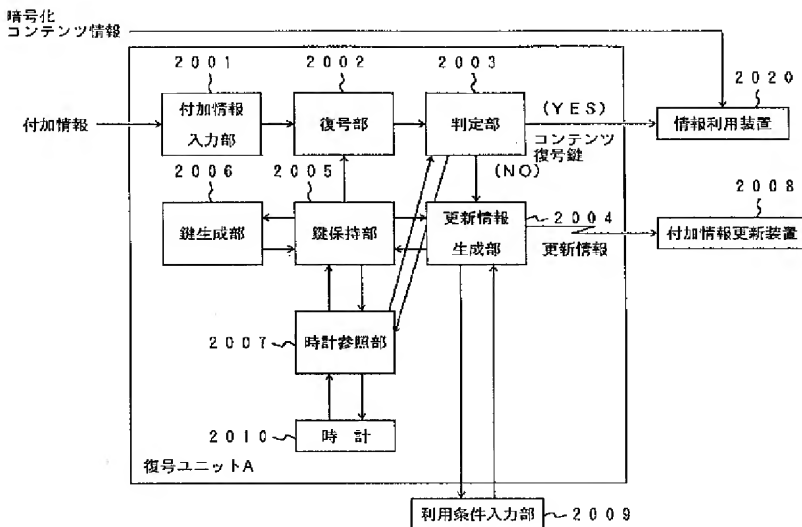 暗号化
コンテンツ情報
2001
2002
2003
2020
付加情報
付加情報
入力部
復号部
判定部
(YES)
コンテンツ
復号鍵
情報利用装置
(NO)
2006
2005
2004
2008
鍵生成部
鍵保持部
更新情報
生成部
更新情報
付加情報更新装置
2007
時計参照部
2010
時 計
復号ユニットA
利用条件入力部
2009